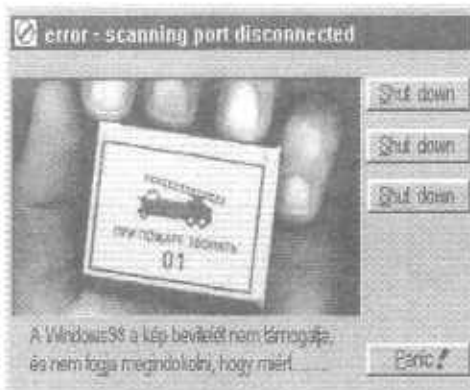 error - scanning port disconnected
Shut down
Shut down
Shut down
ПРИ ПОЖАРЕ ЗВОНИТЬ
01
A Windows98 a kép bevitelét nem támogatja,
és nem fogja megindokolni, hogy miért........
Panic!